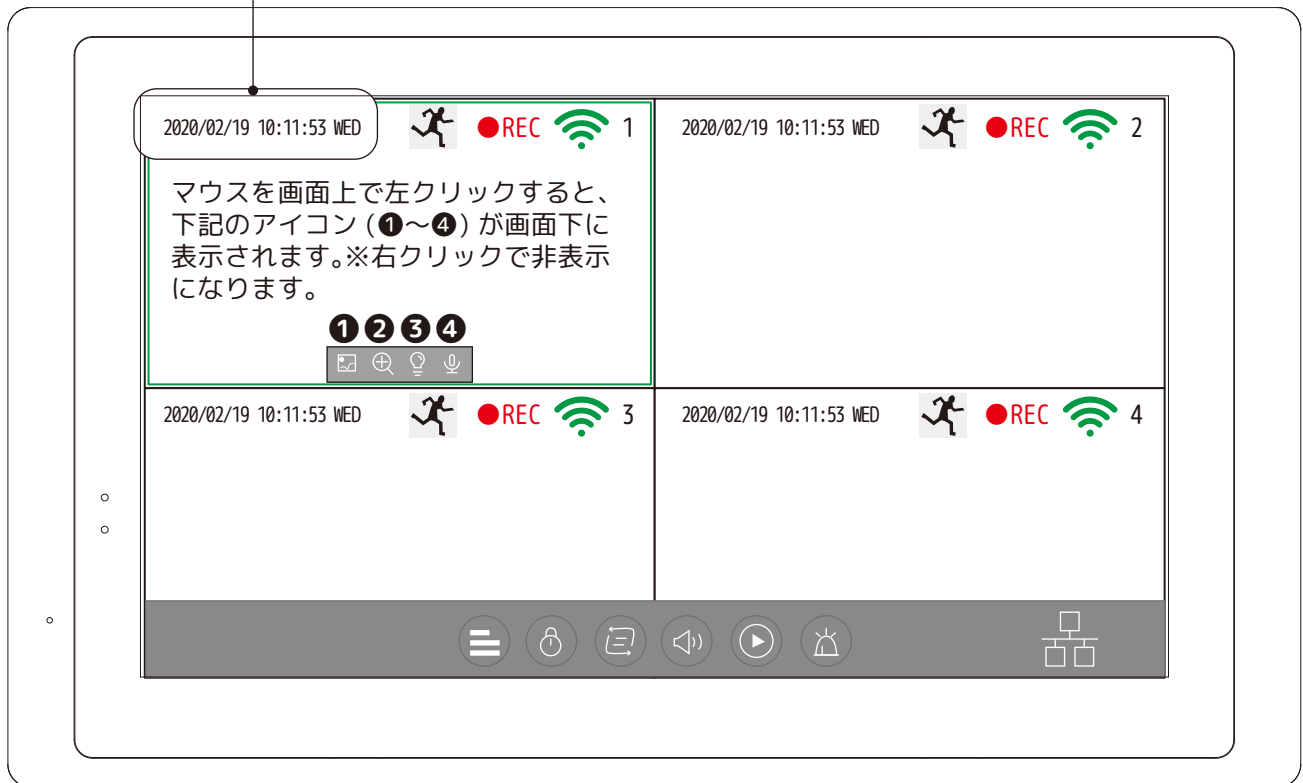 2020/02/19 10:11:53 WED ●REC 1
2020/02/19 10:11:53 WED ●REC 2
マウスを画面上で左クリックすると、
下記のアイコン(❶〜❹)が画面下に
表示されます。※右クリックで非表示
になります。
❶❷❸❹
2020/02/19 10:11:53 WED ●REC 3
2020/02/19 10:11:53 WED ●REC 4